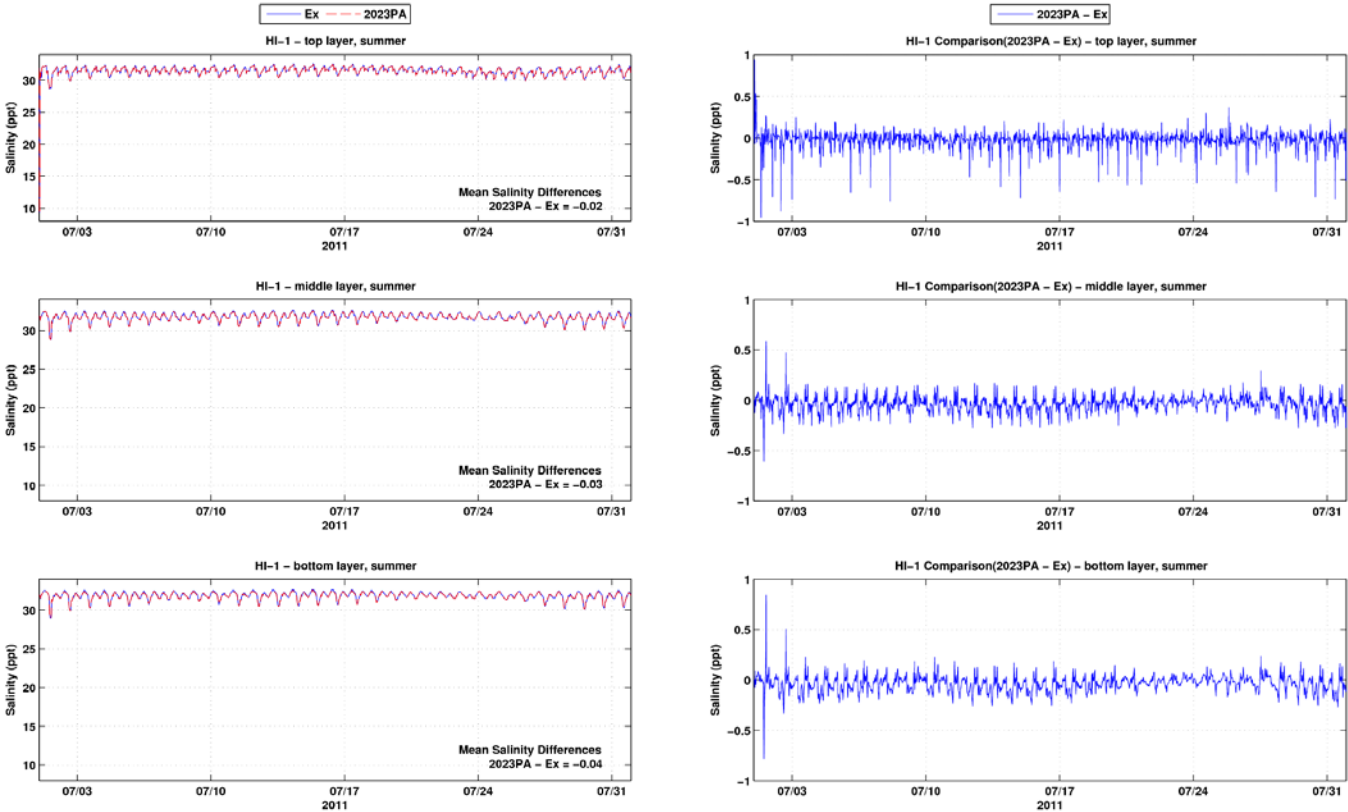 Ex 2023PA
HI−1 − top layer, summer
Salinity (ppt)
30
25
20
15
10
Mean Salinity Differences
2023PA − Ex = −0.02
07/03 07/10 07/17 07/24 07/31
2011
2023PA − Ex
HI−1 Comparison(2023PA − Ex) − top layer, summer
Salinity (ppt)
1
0.5
0
−0.5
−1
07/03 07/10 07/17 07/24 07/31
2011
HI−1 − middle layer, summer
Salinity (ppt)
30
25
20
15
10
Mean Salinity Differences
2023PA − Ex = −0.03
07/03 07/10 07/17 07/24 07/31
2011
HI−1 Comparison(2023PA − Ex) − middle layer, summer
Salinity (ppt)
1
0.5
0
−0.5
−1
07/03 07/10 07/17 07/24 07/31
2011
HI−1 − bottom layer, summer
Salinity (ppt)
30
25
20
15
10
Mean Salinity Differences
2023PA − Ex = −0.04
07/03 07/10 07/17 07/24 07/31
2011
HI−1 Comparison(2023PA − Ex) − bottom layer, summer
Salinity (ppt)
1
0.5
0
−0.5
−1
07/03 07/10 07/17 07/24 07/31
2011